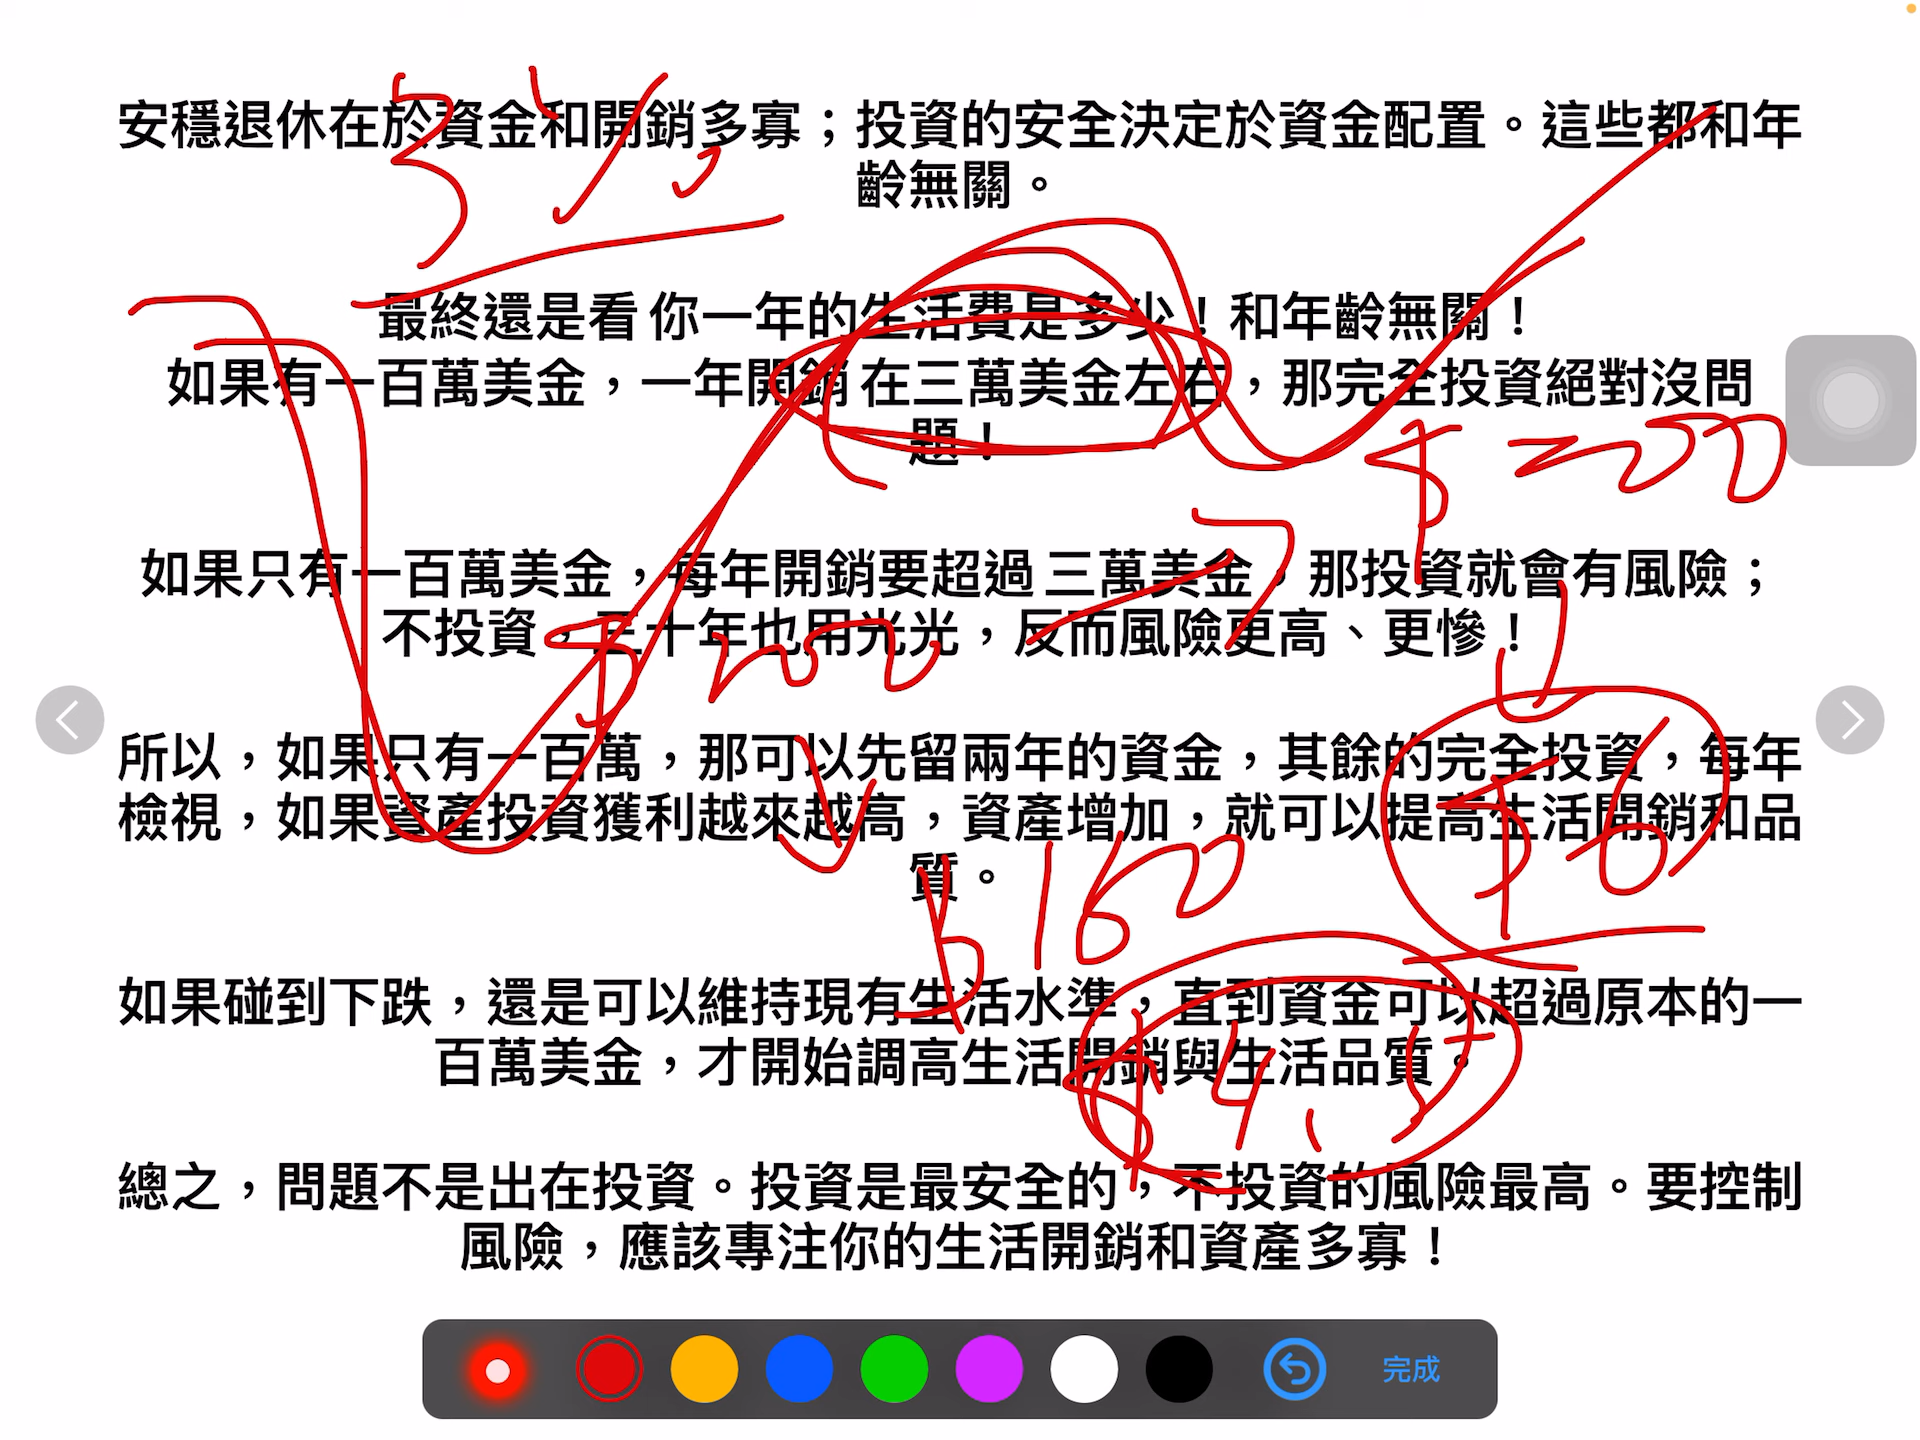 安穩退休在於資金和開銷多寡；投資的安全決定於資金配置。這些都和年
齡無關。
3%
最終還是看你一年的生活費是多少！和年齡無關！
如果有一百萬美金，一年開銷在三萬美金左右，那完全投資絕對沒問
題！
$200
如果只有一百萬美金，每年開銷要超過三萬美金，那投資就會有風險；
不投資，三十年也用光光，反而風險更高、更慘！
$200
所以，如果只有一百萬，那可以先留兩年的資金，其餘的完全投資，每年
檢視，如果資產投資獲利越來越高，資產增加，就可以提高生活開銷和品
質。
$6
160
如果碰到下跌，還是可以維持現有生活水準，直到資金可以超過原本的一
百萬美金，才開始調高生活開銷與生活品質。
總之，問題不是出在投資。投資是最安全的，不投資的風險最高。要控制
風險，應該專注你的生活開銷和資產多寡！
完成